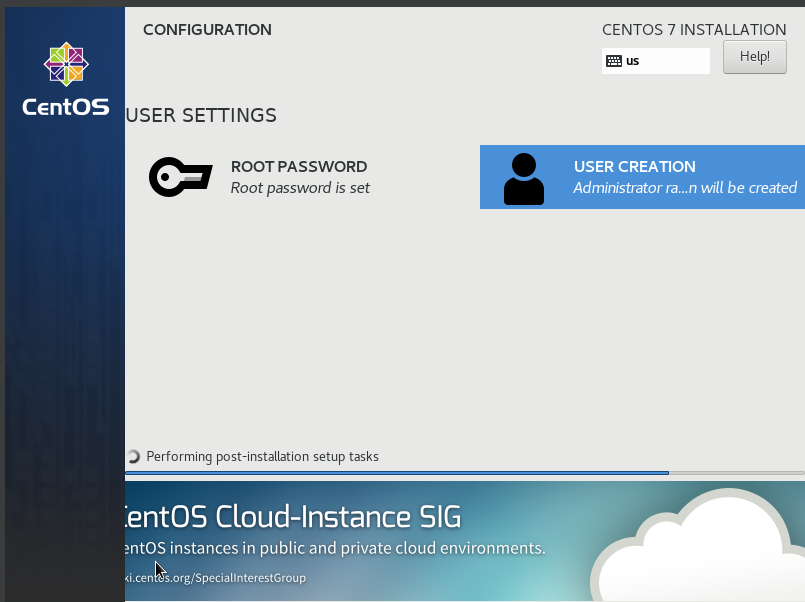 CentOS
CONFIGURATION
CENTOS 7 INSTALLATION
us
Help!
USER SETTINGS
ROOT PASSWORD
Root password is set
USER CREATION
Administrator ra...n will be created
Performing post-installation setup tasks
CentOS Cloud-Instance SIG
entOS instances in public and private cloud environments.
ki.centos.org/SpecialInterestGroup